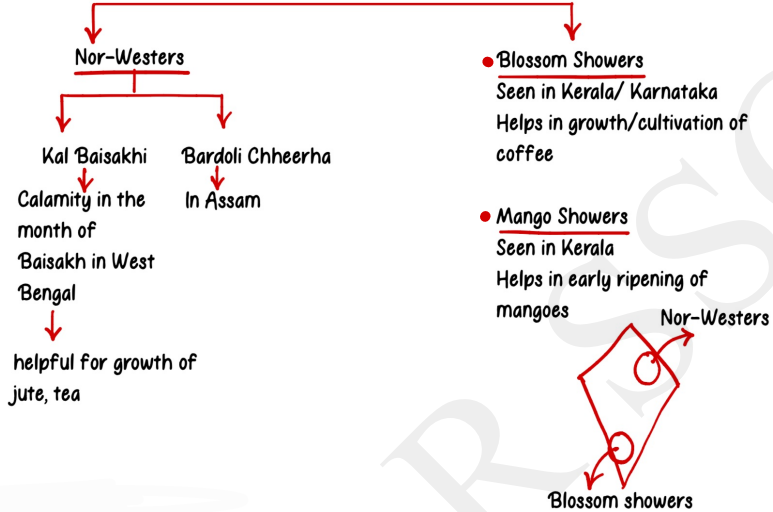 Nor-Westers
Kal Baisakhi
Bardoli Chheerha
Calamity in the
month of
Baisakh in West
Bengal
In Assam
helpful for growth of
jute, tea
Blossom Showers
Seen in Kerala/ Karnataka
Helps in growth/cultivation of
coffee
Mango Showers
Seen in Kerala
Helps in early ripening of
mangoes
Nor-Westers
Blossom showers